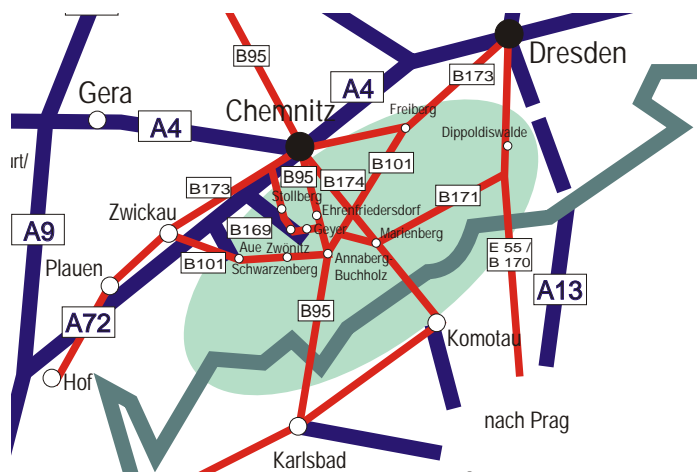 B95
Dresden
B173
Gera
A4
A4
Chemnitz
Freiberg
A4
Dippoldiswalde
rt/
B101
B95
B174
B173
B171
Stollberg
Ehrenfriedersdorf
Zwickau
B169
Geyer
Marienberg
A9
Aue
Zwönitz
E 55 /
B 170
B101
Schwarzenberg
Annaberg-
Buchholz
Plauen
A13
B95
A72
Komotau
Hof
nach Prag
Karlsbad